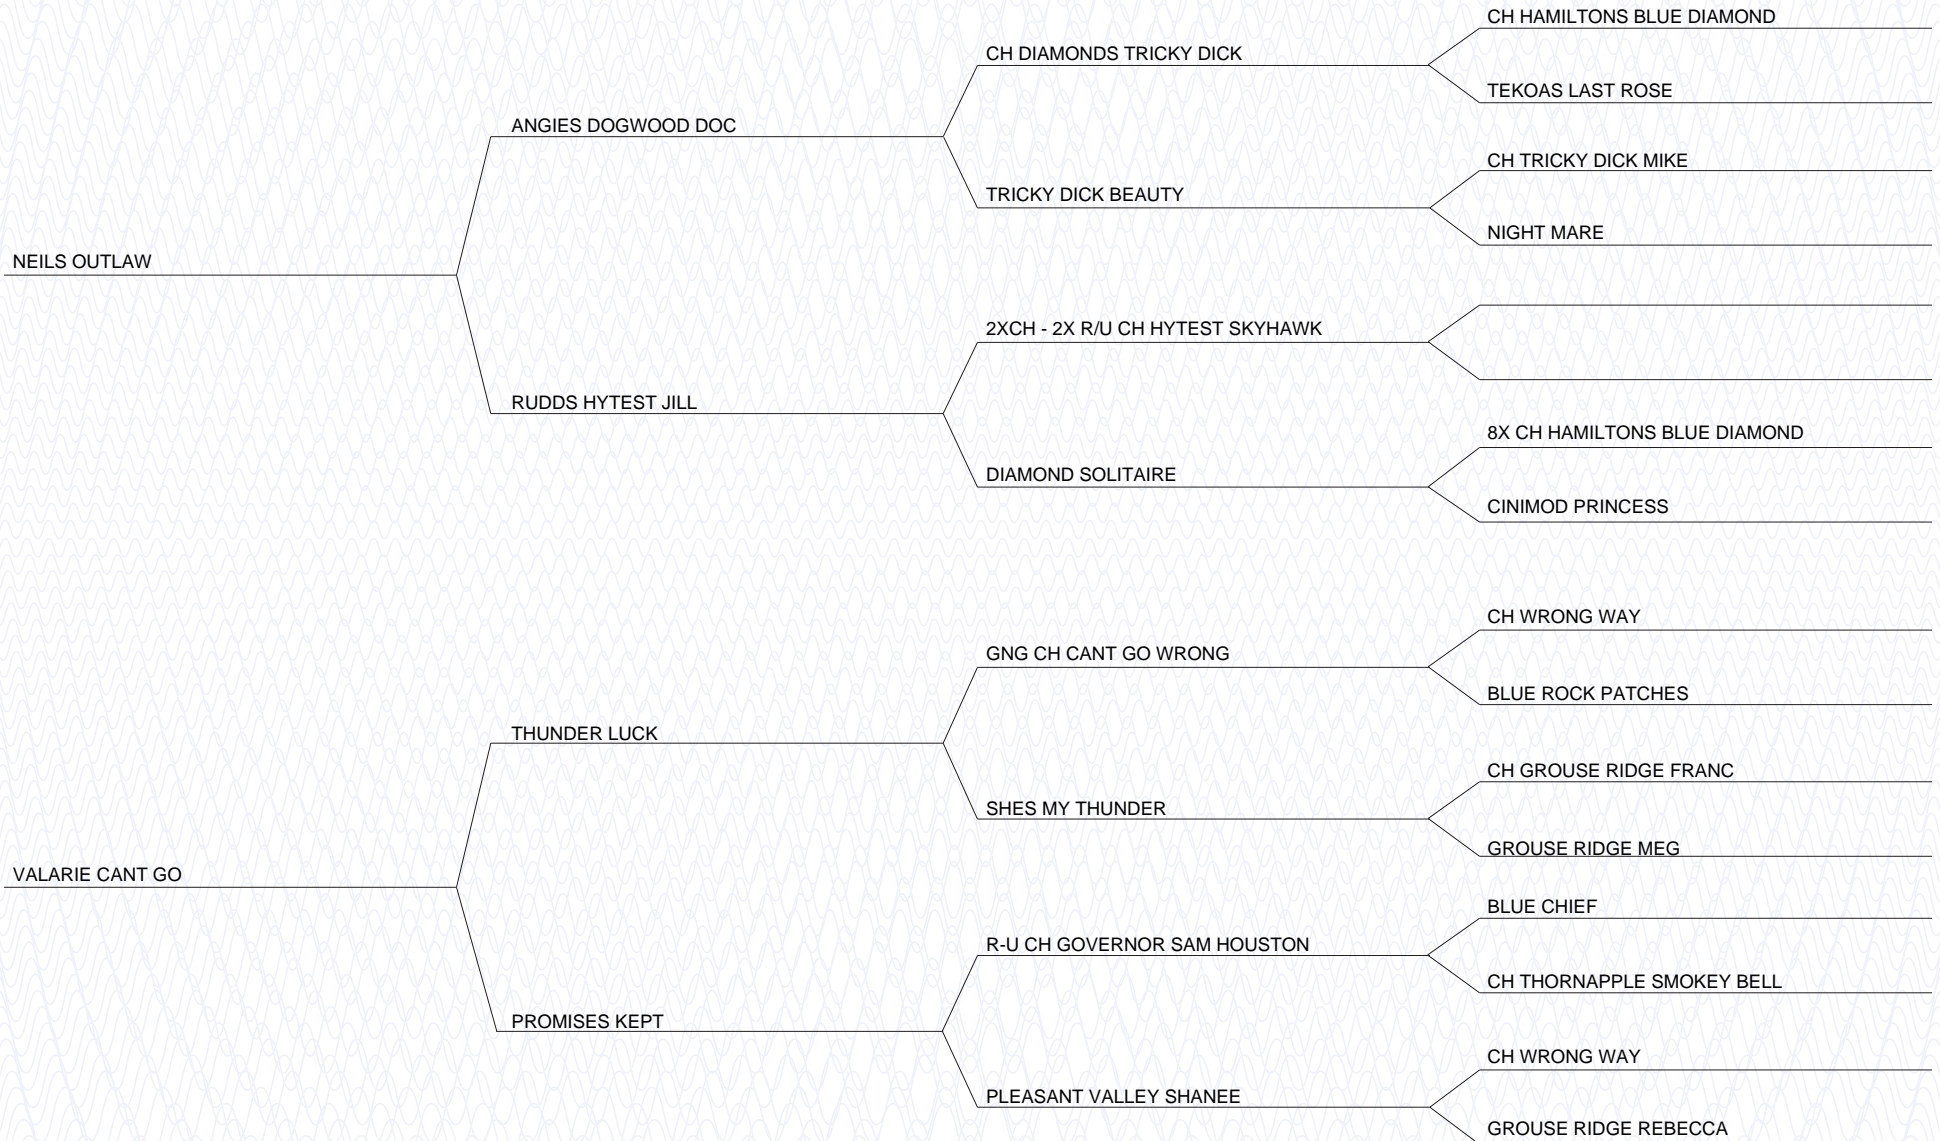 CH HAMILTONS BLUE DIAMOND
CH DIAMONDS TRICKY DICK
TEKOAS LAST ROSE
ANGIES DOGWOOD DOC
CH TRICKY DICK MIKE
TRICKY DICK BEAUTY
NIGHT MARE
NEILS OUTLAW
2XCH - 2X R/U CH HYTEST SKYHAWK
RUDDS HYTEST JILL
8X CH HAMILTONS BLUE DIAMOND
DIAMOND SOLITAIRE
CINIMOD PRINCESS
CH WRONG WAY
GNG CH CANT GO WRONG
BLUE ROCK PATCHES
THUNDER LUCK
CH GROUSE RIDGE FRANC
SHES MY THUNDER
GROUSE RIDGE MEG
VALARIE CANT GO
BLUE CHIEF
R-U CH GOVERNOR SAM HOUSTON
CH THORNAPPLE SMOKEY BELL
PROMISES KEPT
CH WRONG WAY
PLEASANT VALLEY SHANEE
GROUSE RIDGE REBECCA